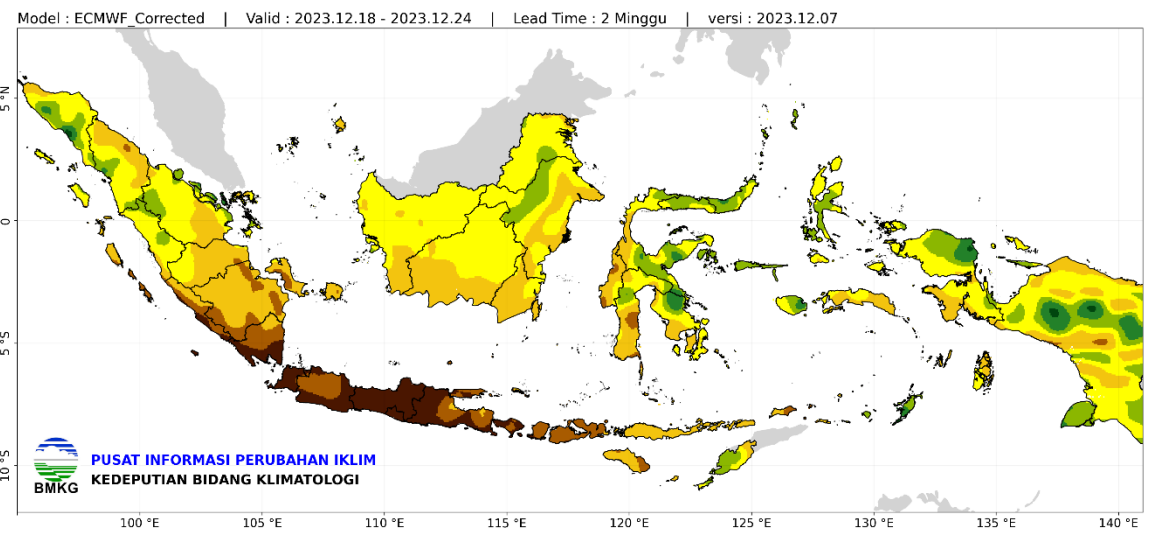 Model : ECMWF_Corrected | Valid : 2023.12.18 - 2023.12.24 | Lead Time : 2 Minggu | versi : 2023.12.07
5 °N
0
5 °S
10 °S
BMKG
PUSAT INFORMASI PERUBAHAN IKLIM
KEDEPUTIAN BIDANG KLIMATOLOGI
100 °E 105 °E 110 °E 115 °E 120 °E 125 °E 130 °E 135 °E 140 °E